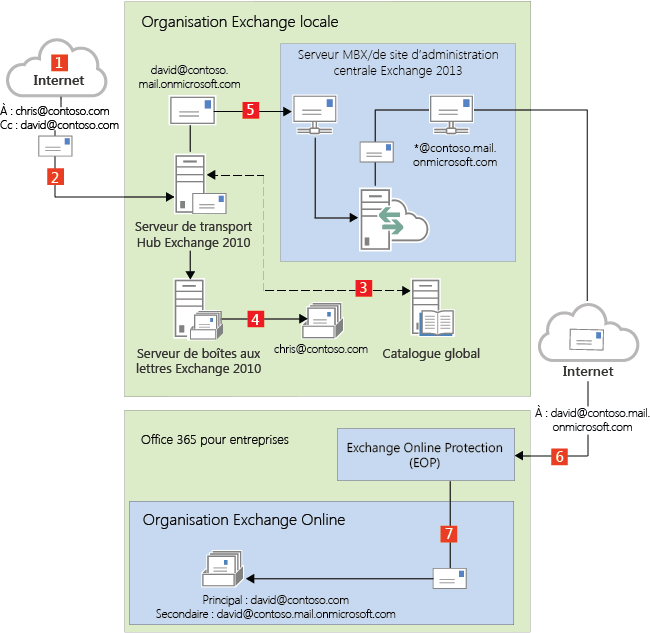 Organisation Exchange locale
1
Internet
À : chris@contoso.com
Cc : david@contoso.com
2
david@contoso.
mail.onmicrosoft.com
5
Serveur MBX/de site d'administration
centrale Exchange 2013
*@contoso.mail.
onmicrosoft.com
Serveur de transport
Hub Exchange 2010
3
4
Serveur de boîtes aux
lettres Exchange 2010
chris@contoso.com
Catalogue global
Internet
À : david@contoso.mail.
onmicrosoft.com
6
Office 365 pour entreprises
Exchange Online Protection
(EOP)
7
Organisation Exchange Online
Principal : david@contoso.com
Secondaire : david@contoso.mail.onmicrosoft.com